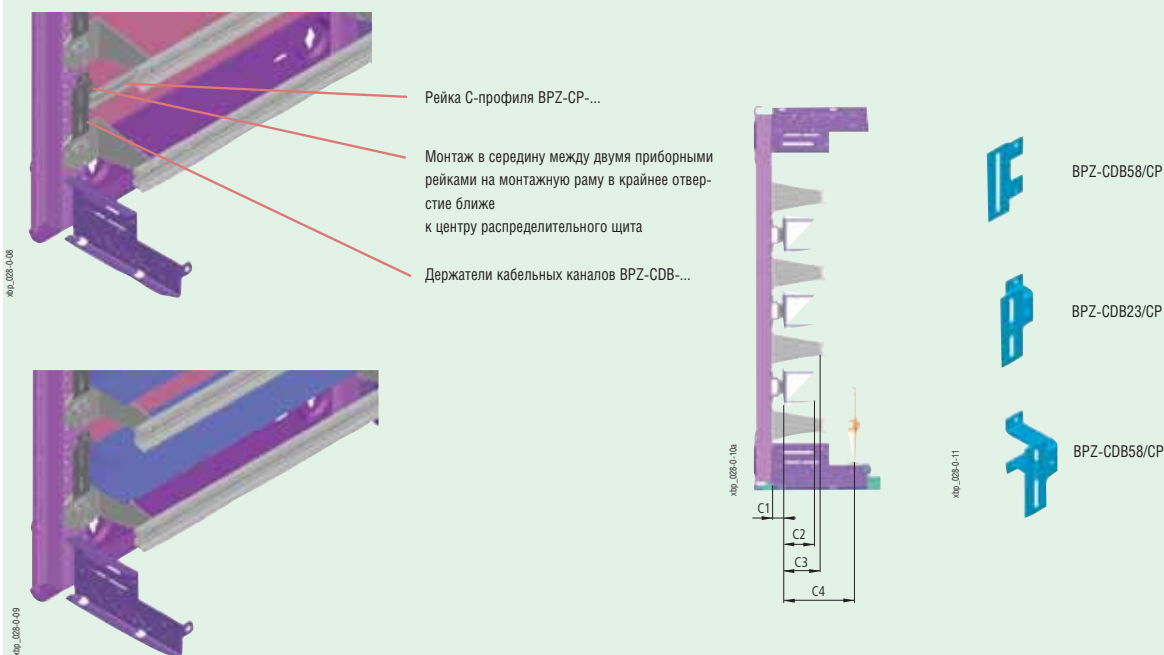 Рейка С-профиля BPZ-CP-...
Монтаж в середину между двумя приборными
рейками на монтажную раму в крайнее отвер-
стие ближе
к центру распределительного щита
Держатели кабельных каналов BPZ-CDB-...
xbp_028-0-08
xbp_028-0-09
xbp_028-0-10a
C1
C2
C3
C4
xbp_028-0-11
BPZ-CDB58/CP
BPZ-CDB23/CP
BPZ-CDB58/CP